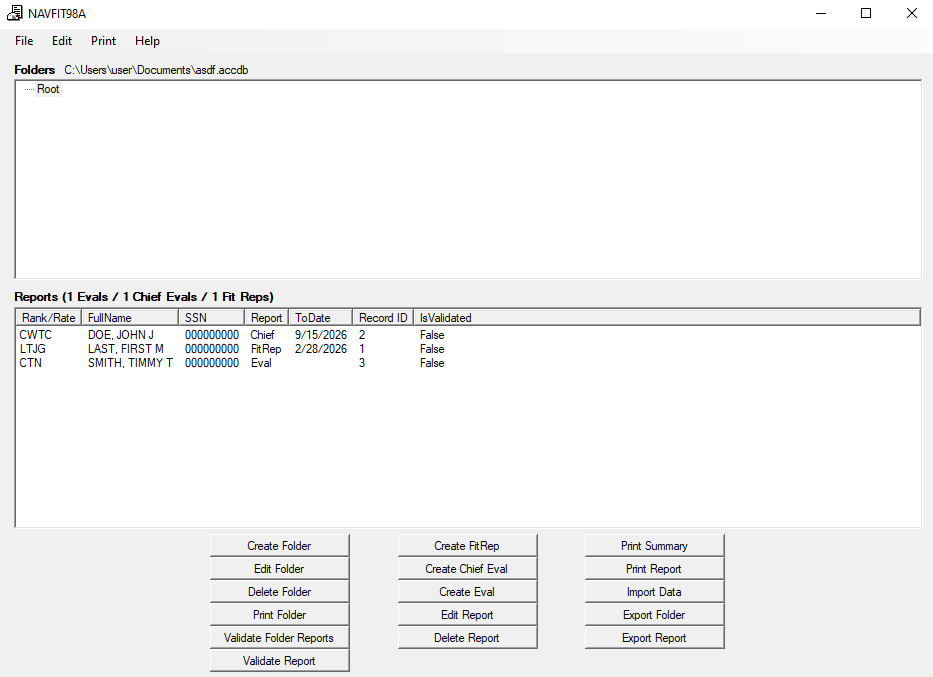 NAVFIT98A
File Edit Print Help
Folders C:\Users\user\Documents\asdf.accdb
Root
Reports (1 Evals / 1 Chief Evals / 1 Fit Reps)
Rank/Rate FullName SSN Report ToDate Record ID IsValidated
CWTC DOE, JOHN J 000000000 Chief 9/15/2026 2 False
LTJG LAST, FIRST M 000000000 FitRep 2/28/2026 1 False
CTN SMITH, TIMMY T 000000000 Eval 3 False
Create Folder Create FitRep Print Summary
Edit Folder Create Chief Eval Print Report
Delete Folder Create Eval Import Data
Print Folder Edit Report Export Folder
Validate Folder Reports Delete Report Export Report
Validate Report